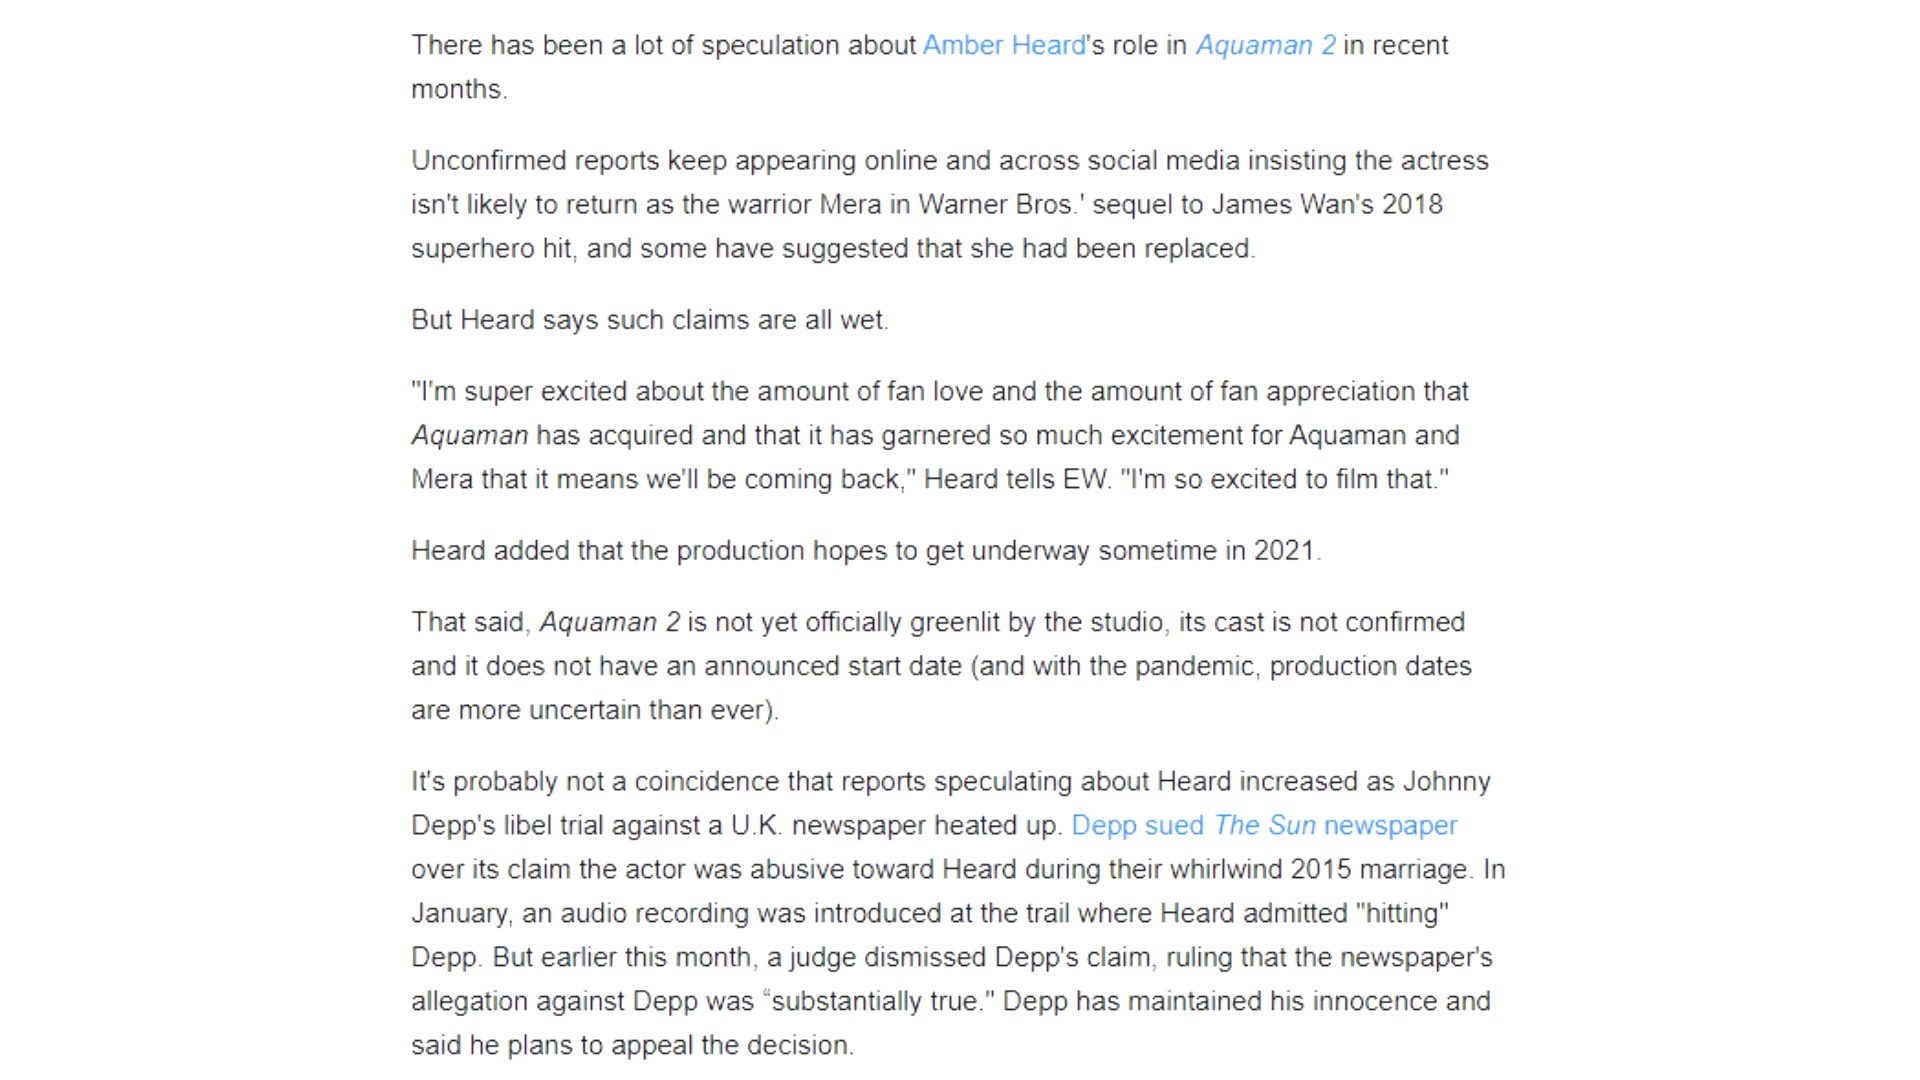 There has been a lot of speculation about Amber Heard's role in Aquaman 2 in recent
months.
Unconfirmed reports keep appearing online and across social media insisting the actress
isn't likely to return as the warrior Mera in Warner Bros.' sequel to James Wan's 2018
superhero hit, and some have suggested that she had been replaced.
But Heard says such claims are all wet.
"I'm super excited about the amount of fan love and the amount of fan appreciation that
Aquaman has acquired and that it has garnered so much excitement for Aquaman and
Mera that it means we'll be coming back," Heard tells EW. "I'm so excited to film that."
Heard added that the production hopes to get underway sometime in 2021.
That said, Aquaman 2 is not yet officially greenlit by the studio, its cast is not confirmed
and it does not have an announced start date (and with the pandemic, production dates
are more uncertain than ever).
It's probably not a coincidence that reports speculating about Heard increased as Johnny
Depp's libel trial against a U.K. newspaper heated up. Depp sued The Sun newspaper
over its claim the actor was abusive toward Heard during their whirlwind 2015 marriage. In
January, an audio recording was introduced at the trail where Heard admitted "hitting"
Depp. But earlier this month, a judge dismissed Depp's claim, ruling that the newspaper's
allegation against Depp was “substantially true." Depp has maintained his innocence and
said he plans to appeal the decision.